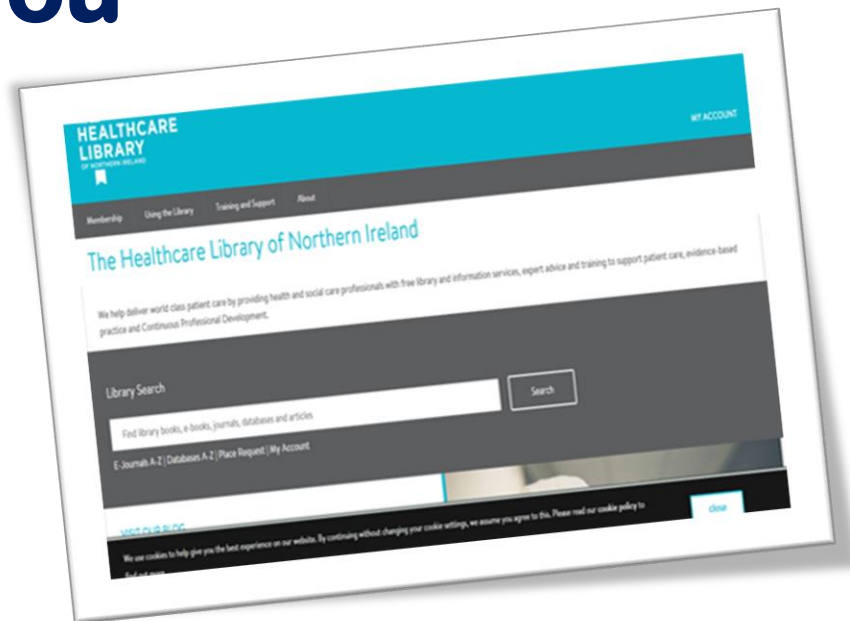 ou
HEALTHCARE
LIBRARY
OF NORTHERN IRELAND
MY ACCOUNT
Membership Using the Library Training and Support About
The Healthcare Library of Northern Ireland
We help deliver world class patient care by providing health and social care professionals with free library and information services, expert advice and training to support patient care, evidence-based
practice and Continuous Professional Development.
Library Search
Find library books, e-books, journals, databases and articles
Search
E-Journals A-Z | Databases A-Z | Place Request | My Account
VISIT OUR BLOG
We use cookies to help give you the best experience on our website. By continuing without changing your cookie settings, we assume you agree to this. Please read our cookie policy to
find out more
close